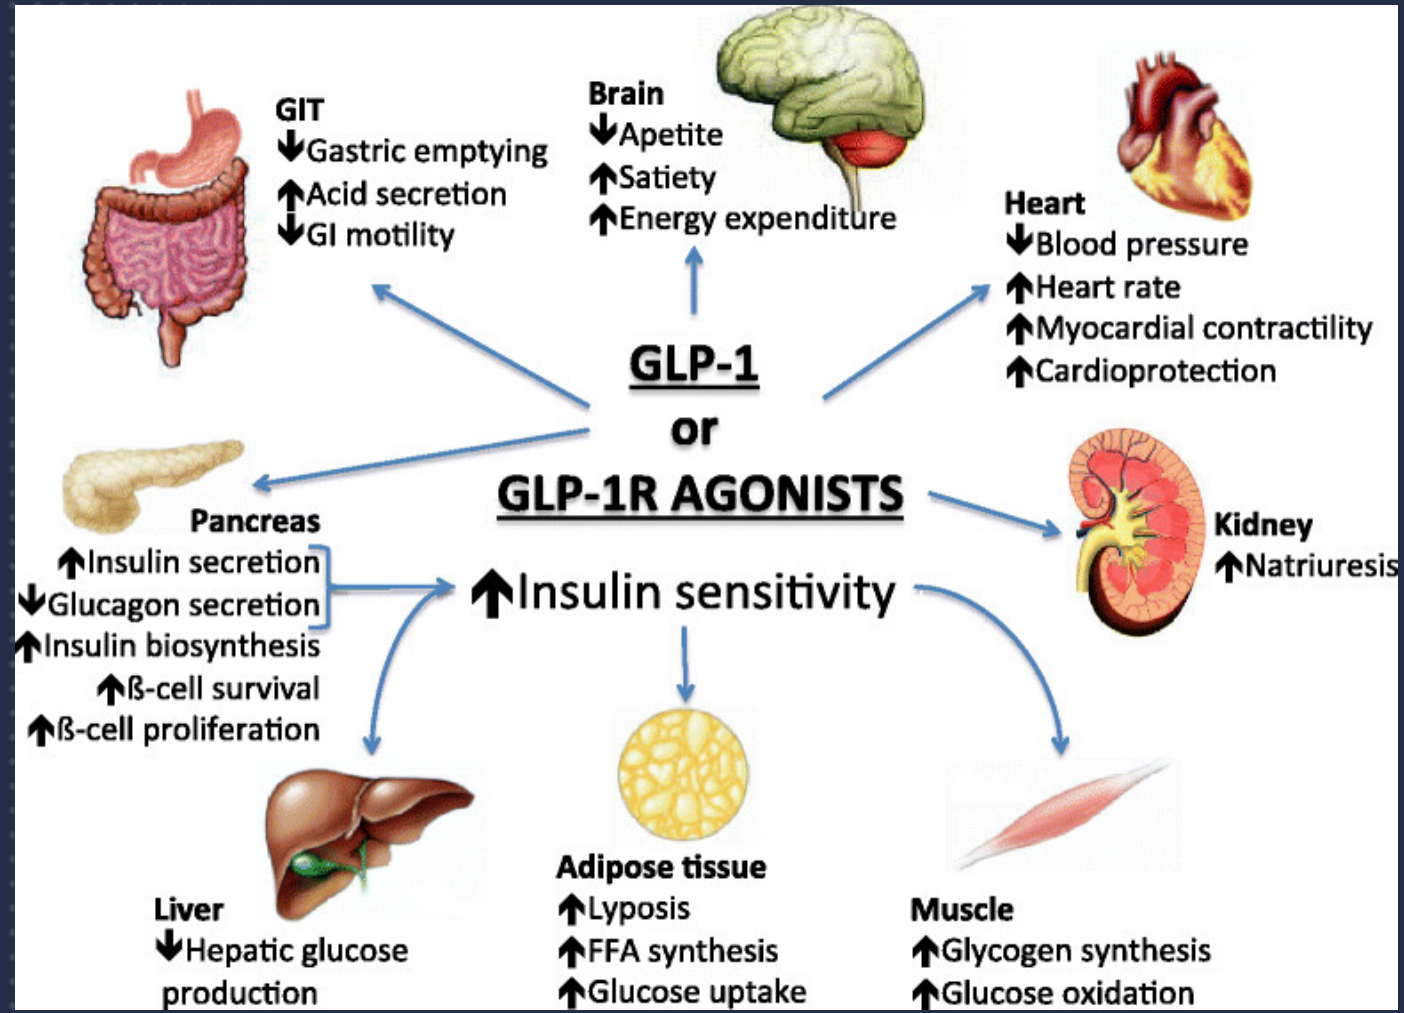 GIT
↓Gastric emptying
↑Acid secretion
↓GI motility
Brain
↓Apetite
↑Satiety
↑Energy expenditure
Heart
↓Blood pressure
↑Heart rate
↑Myocardial contractility
↑Cardioprotection
GLP-1
or
GLP-1R AGONISTS
Pancreas
↑Insulin secretion
↓Glucagon secretion
↑Insulin biosynthesis
↑ß-cell survival
↑ß-cell proliferation
↑Insulin sensitivity
Kidney
↑Natriuresis
Liver
↓Hepatic glucose
production
Adipose tissue
↑Lyposis
↑FFA synthesis
↑Glucose uptake
Muscle
↑Glycogen synthesis
↑Glucose oxidation